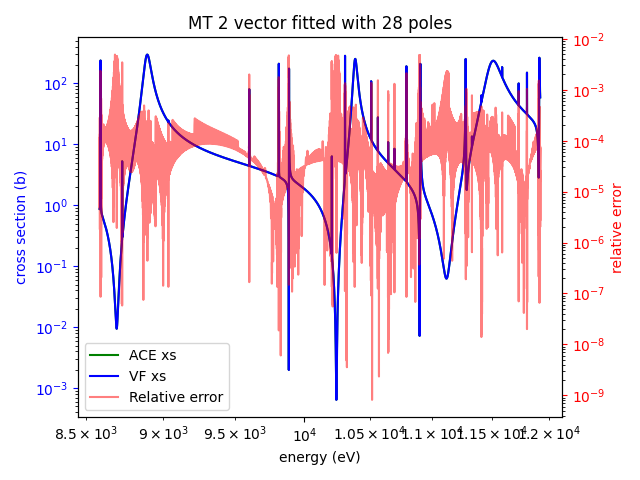 MT 2 vector fitted with 28 poles
cross section (b)
10²
10¹
10⁰
10⁻¹
10⁻²
10⁻³
10⁻²
10⁻³
10⁻⁴
10⁻⁵
10⁻⁶
10⁻⁷
10⁻⁸
10⁻⁹
relative error
ACE xs
VF xs
Relative error
8.5 × 10³ 9 × 10³ 9.5 × 10³ 10⁴ 1.05 × 10⁴ 1.1 × 10⁴ 1.15 × 10⁴ 1.2 × 10⁴
energy (eV)